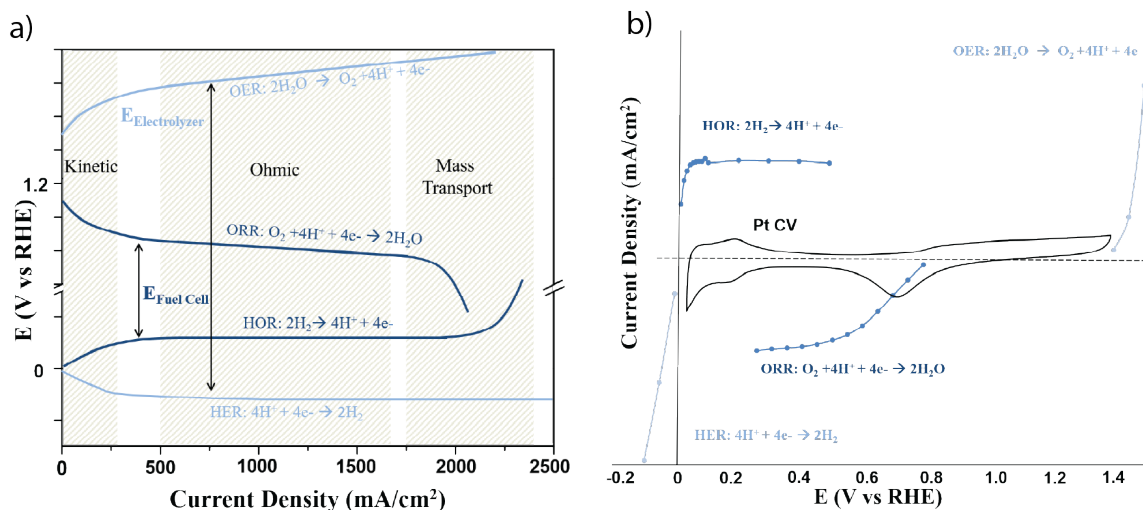 a)
E (V vs RHE)
1.2
0
Kinetic
Ohmic
Mass
Transport
OER: 2H₂O → O₂ +4H⁺ + 4e-
E_Electrolyzer
ORR: O₂ +4H⁺ + 4e- → 2H₂O
E_Fuel Cell
HOR: 2H₂→ 4H⁺ + 4e-
HER: 4H⁺ + 4e- → 2H₂
0 500 1000 1500 2000 2500
Current Density (mA/cm²)
b)
Current Density (mA/cm²)
OER: 2H₂O → O₂ +4H⁺ + 4e
HOR: 2H₂→ 4H⁺ + 4e-
Pt CV
ORR: O₂ +4H⁺ + 4e- → 2H₂O
HER: 4H⁺ + 4e- → 2H₂
-0.2 0 0.2 0.4 0.6 0.8 1.0 1.2 1.4
E (V vs RHE)